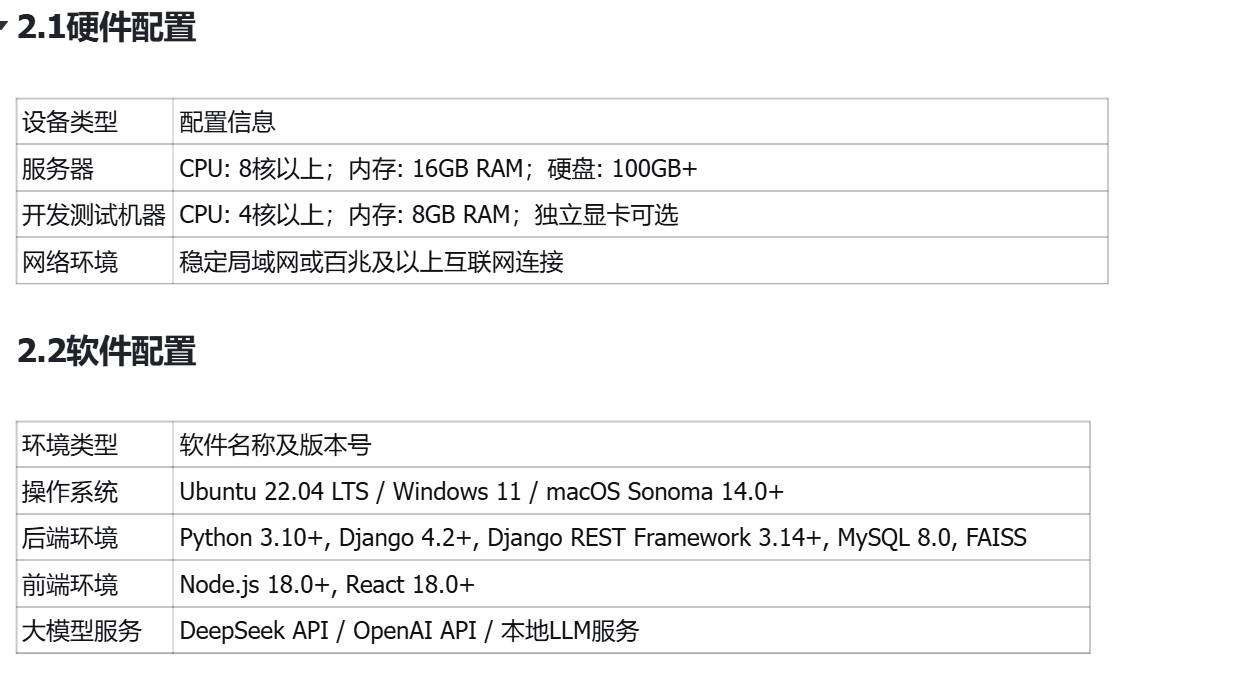 2.1硬件配置
设备类型 配置信息
服务器 CPU: 8核以上；内存: 16GB RAM；硬盘: 100GB+
开发测试机器 CPU: 4核以上；内存: 8GB RAM；独立显卡可选
网络环境 稳定局域网或百兆及以上互联网连接
2.2软件配置
环境类型 软件名称及版本号
操作系统 Ubuntu 22.04 LTS / Windows 11 / macOS Sonoma 14.0+
后端环境 Python 3.10+, Django 4.2+, Django REST Framework 3.14+, MySQL 8.0, FAISS
前端环境 Node.js 18.0+, React 18.0+
大模型服务 DeepSeek API / OpenAI API / 本地LLM服务